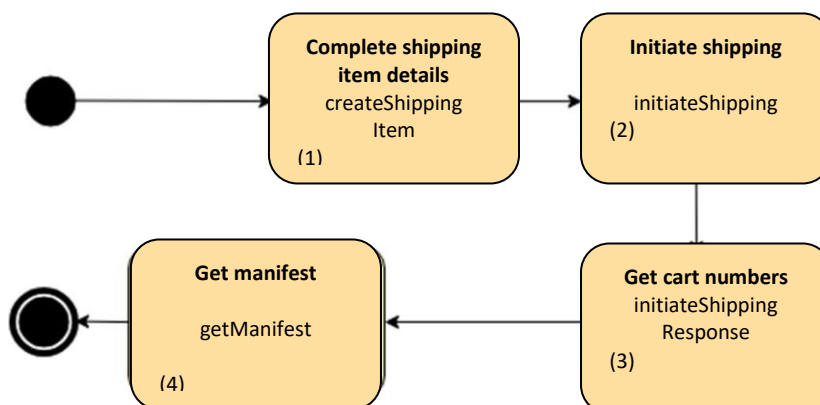 Complete shipping
item details
createShipping
Item
(1)
Initiate shipping
initiateShipping
(2)
Get manifest
getManifest
(4)
Get cart numbers
initiateShipping
Response
(3)